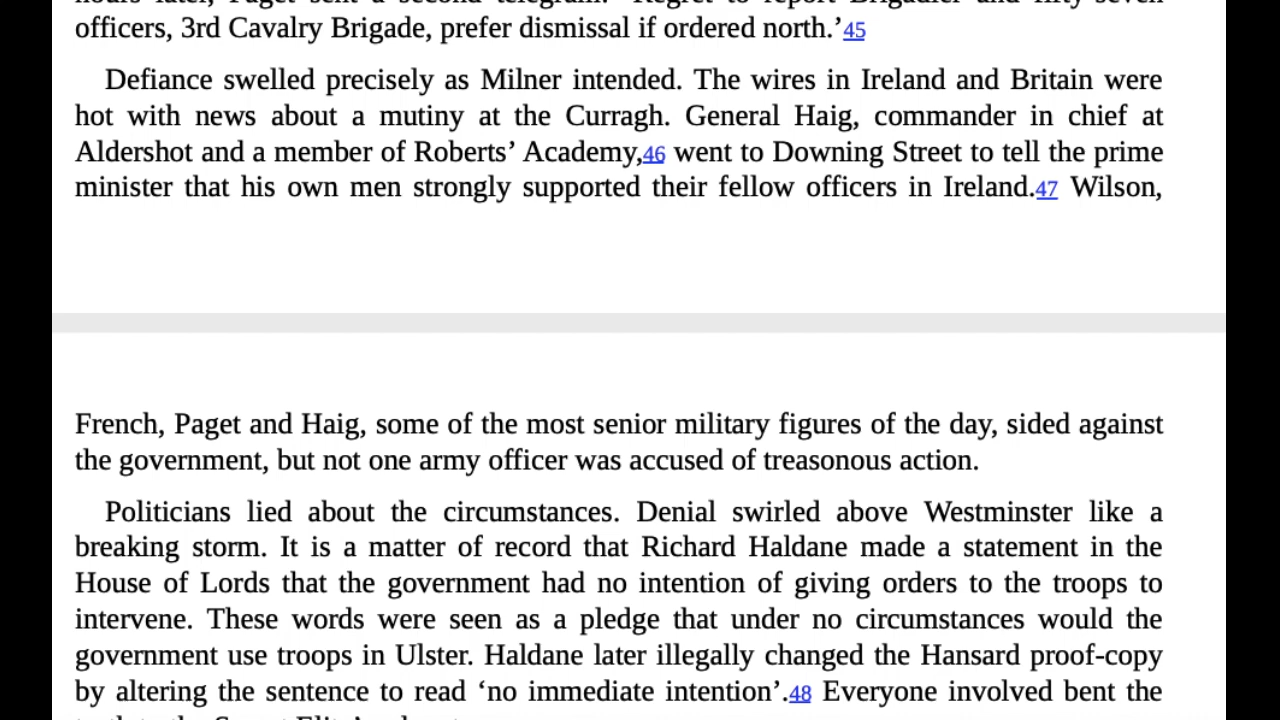 officers, 3rd Cavalry Brigade, prefer dismissal if ordered north.’45
Defiance swelled precisely as Milner intended. The wires in Ireland and Britain were
hot with news about a mutiny at the Curragh. General Haig, commander in chief at
Aldershot and a member of Roberts’ Academy,46 went to Downing Street to tell the prime
minister that his own men strongly supported their fellow officers in Ireland.47 Wilson,
French, Paget and Haig, some of the most senior military figures of the day, sided against
the government, but not one army officer was accused of treasonous action.
Politicians lied about the circumstances. Denial swirled above Westminster like a
breaking storm. It is a matter of record that Richard Haldane made a statement in the
House of Lords that the government had no intention of giving orders to the troops to
intervene. These words were seen as a pledge that under no circumstances would the
government use troops in Ulster. Haldane later illegally changed the Hansard proof-copy
by altering the sentence to read ‘no immediate intention’.48 Everyone involved bent the